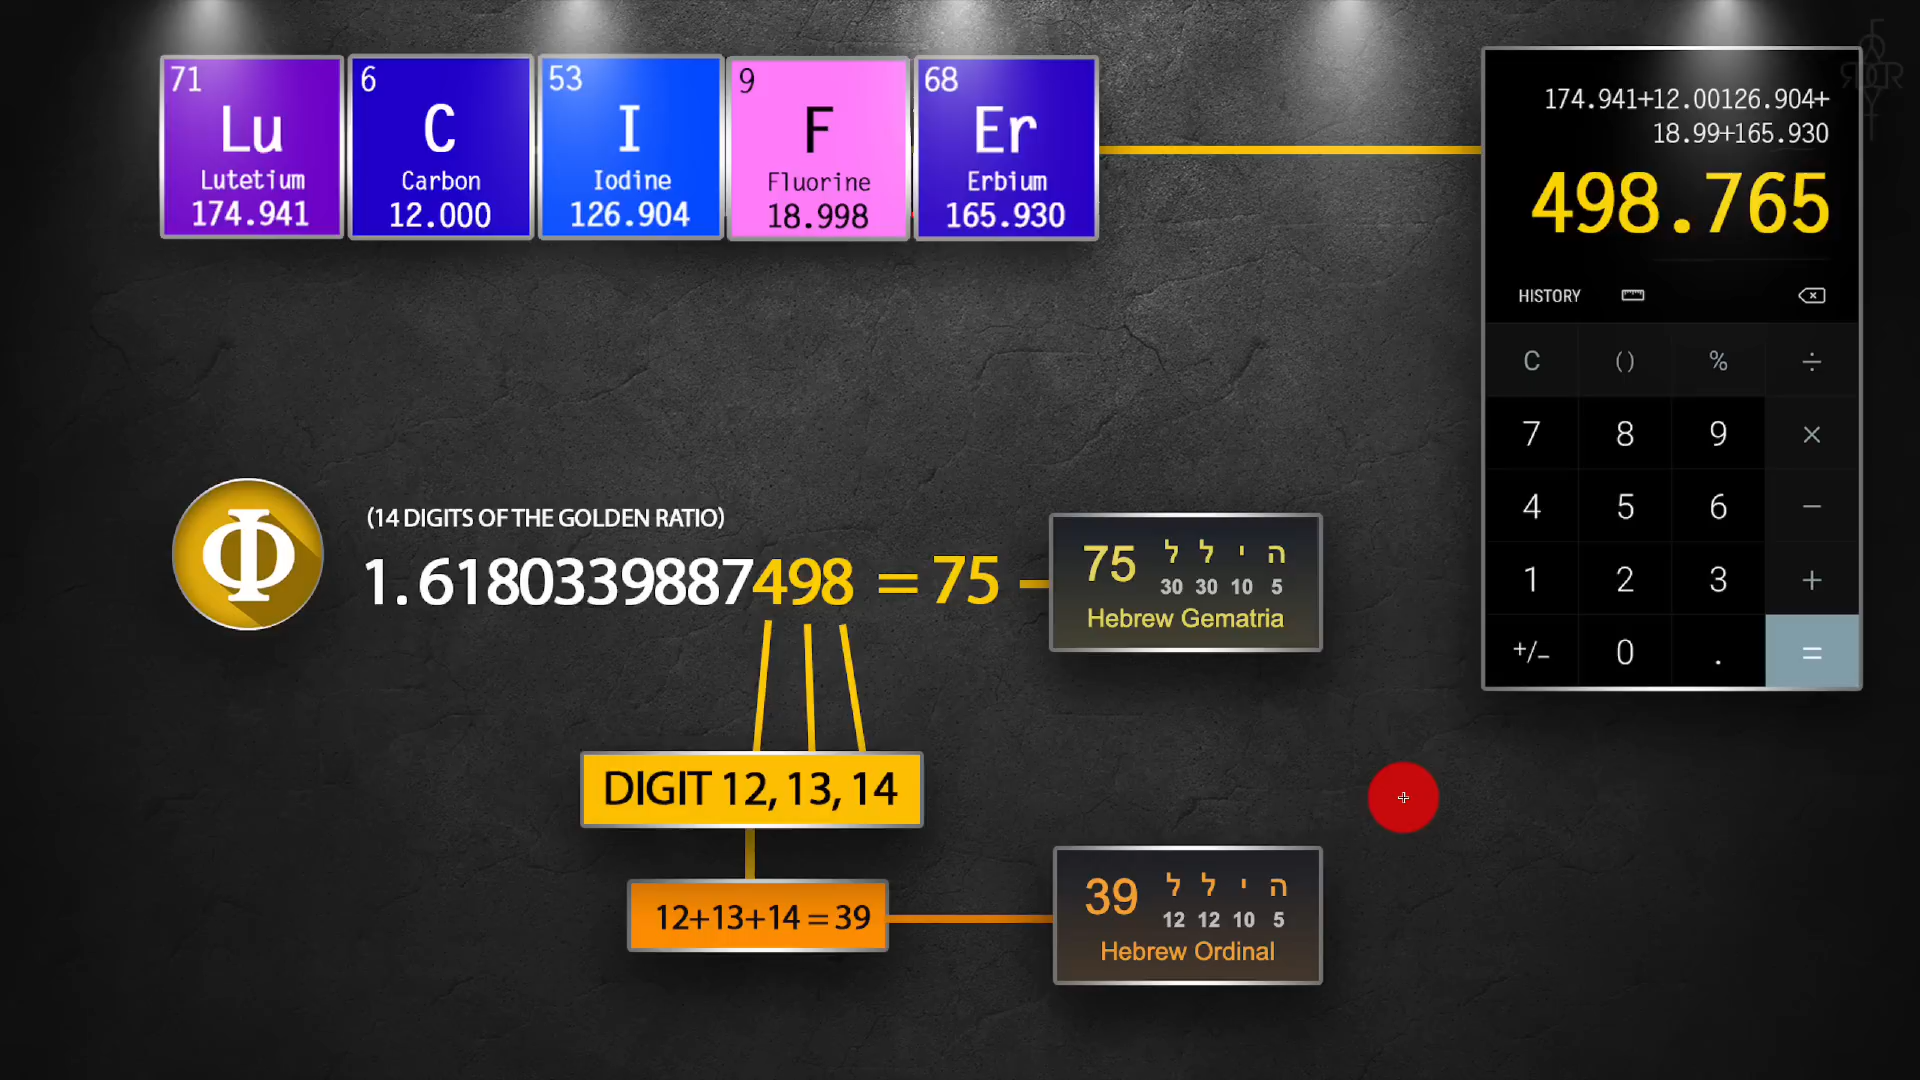 71
Lu
Lutetium
174.941
6
C
Carbon
12.000
53
I
Iodine
126.904
9
F
Fluorine
18.998
68
Er
Erbium
165.930
174.941+12.00126.904+
18.99+165.930
498.765
HISTORY
C ( ) % ÷
7 8 9 ×
4 5 6 −
1 2 3 +
+/− 0 . =
Φ
(14 DIGITS OF THE GOLDEN RATIO)
1.6180339887498 = 75
75 ה י ל ל
30 30 10 5
Hebrew Gematria
DIGIT 12, 13, 14
12+13+14 = 39
39 ה י ל ל
12 12 10 5
Hebrew Ordinal